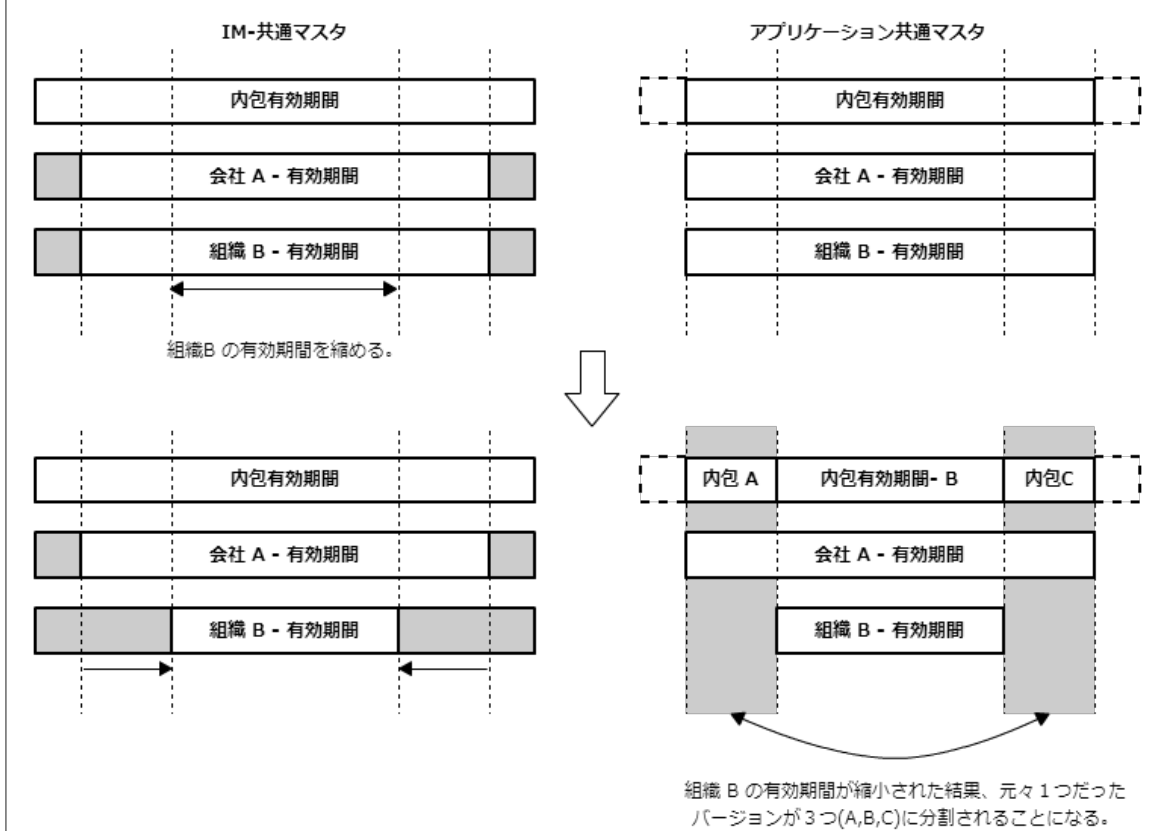 IM-共通マスタ
アプリケーション共通マスタ
内包有効期間
内包有効期間
会社 A - 有効期間
会社 A - 有効期間
組織 B - 有効期間
組織 B - 有効期間
組織B の有効期間を縮める。
内包有効期間
内包 A
内包有効期間- B
内包C
会社 A - 有効期間
会社 A - 有効期間
組織 B - 有効期間
組織 B - 有効期間
組織 B の有効期間が縮小された結果、元々１つだった
バージョンが３つ(A,B,C)に分割されることになる。